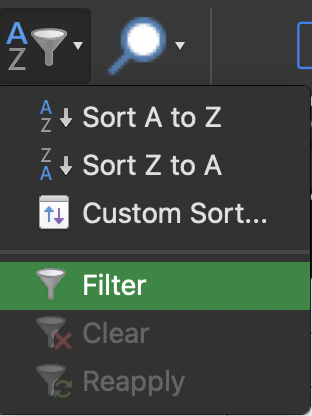 A
Z
A
Z
Sort A to Z
Z
A
Sort Z to A
Custom Sort...
Filter
Clear
Reapply